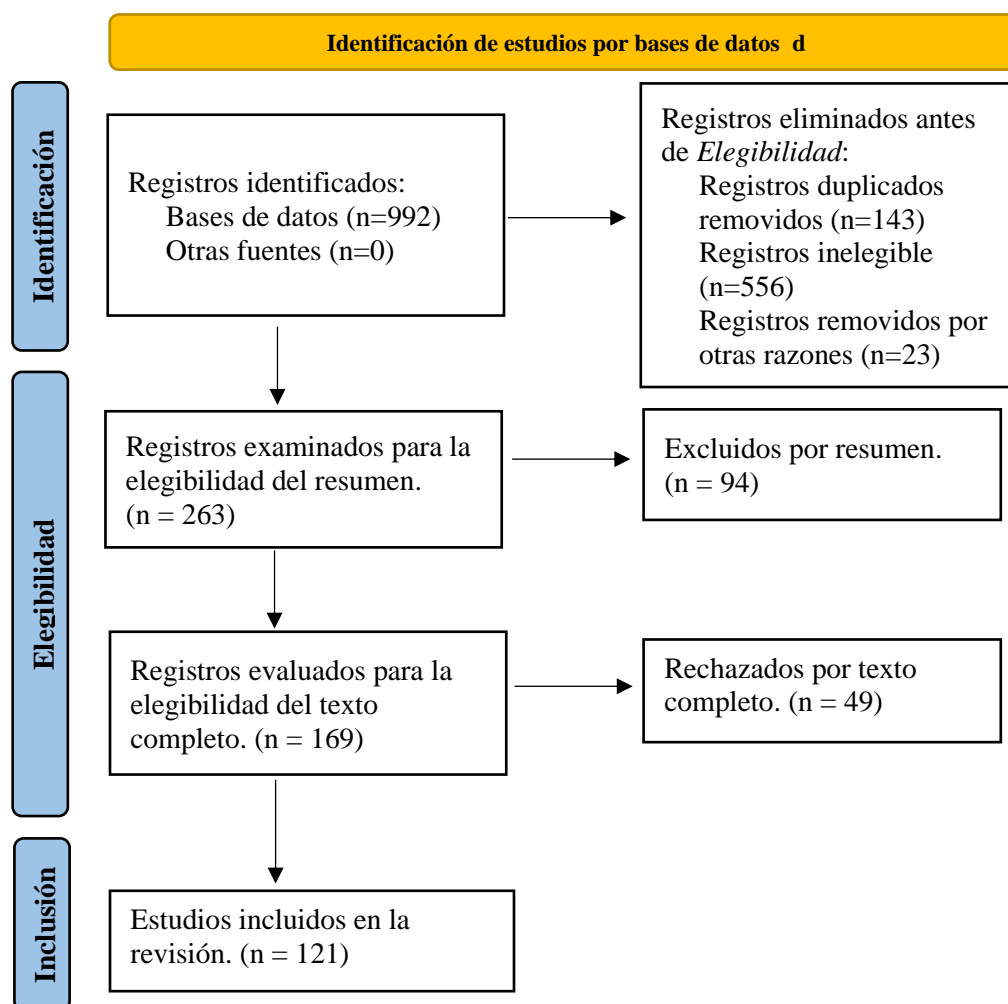 Identificación de estudios por bases de datos d
Identificación
Registros identificados:
Bases de datos (n=992)
Otras fuentes (n=0)
Registros eliminados antes
de Elegibilidad:
Registros duplicados
removidos (n=143)
Registros inelegible
(n=556)
Registros removidos por
otras razones (n=23)
Elegibilidad
Registros examinados para la
elegibilidad del resumen.
(n = 263)
Excluidos por resumen.
(n = 94)
Registros evaluados para la
elegibilidad del texto
completo. (n = 169)
Rechazados por texto
completo. (n = 49)
Inclusión
Estudios incluidos en la
revisión. (n = 121)